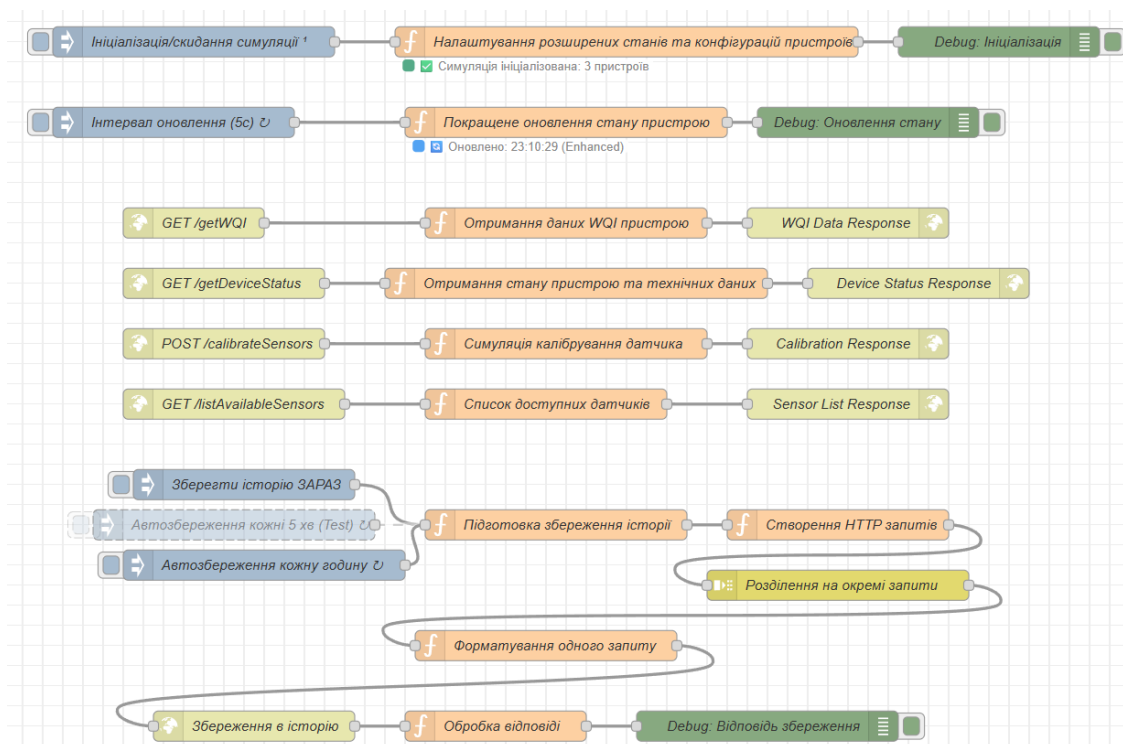 Ініціалізація/скидання симуляції ¹
Налаштування розширених станів та конфігурацій пристроїв
Debug: Ініціалізація
✅ Симуляція ініціалізована: 3 пристроїв
Інтервал оновлення (5с) ↻
Покращене оновлення стану пристрою
Debug: Оновлення стану
🔄 Оновлено: 23:10:29 (Enhanced)
GET /getWQI
Отримання даних WQI пристрою
WQI Data Response
GET /getDeviceStatus
Отримання стану пристрою та технічних даних
Device Status Response
POST /calibrateSensors
Симуляція калібрування датчика
Calibration Response
GET /listAvailableSensors
Список доступних датчиків
Sensor List Response
Зберегти історію ЗАРАЗ
Автозбереження кожні 5 хв (Test) ↻
Підготовка збереження історії
Створення HTTP запитів
Автозбереження кожну годину ↻
Розділення на окремі запити
Форматування одного запиту
Збереження в історію
Обробка відповіді
Debug: Відповідь збереження